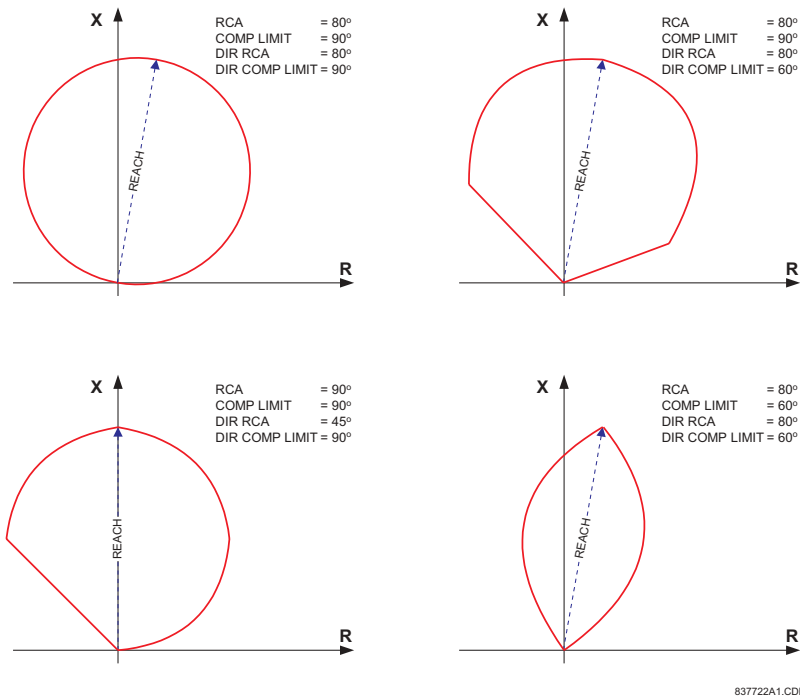 X
RCA = 80º
COMP LIMIT = 90º
DIR RCA = 80º
DIR COMP LIMIT = 90º
REACH
R
X
RCA = 80º
COMP LIMIT = 90º
DIR RCA = 80º
DIR COMP LIMIT = 60º
REACH
R
X
RCA = 90º
COMP LIMIT = 90º
DIR RCA = 45º
DIR COMP LIMIT = 90º
REACH
R
X
RCA = 80º
COMP LIMIT = 60º
DIR RCA = 80º
DIR COMP LIMIT = 60º
REACH
R